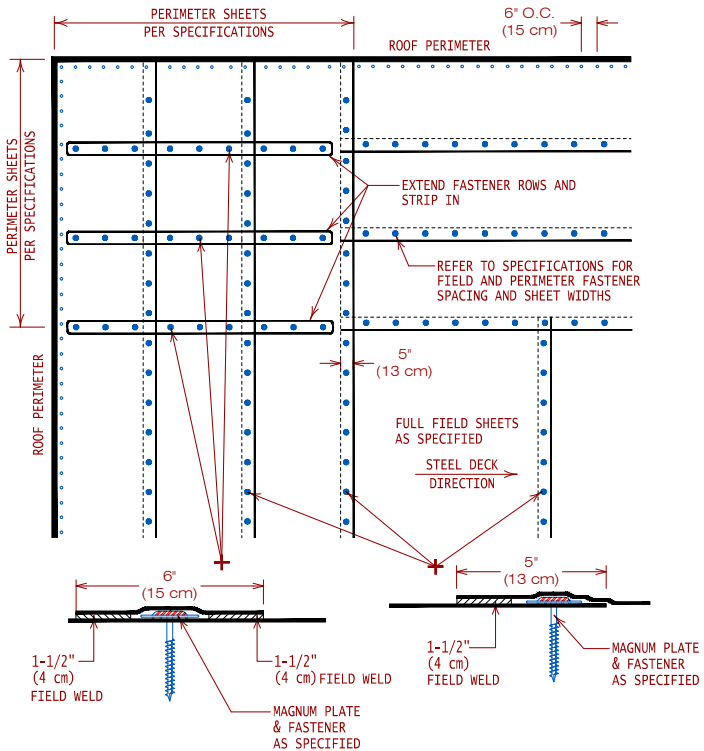 PERIMETER SHEETS
PER SPECIFICATIONS
6" O.C.
(15 cm)
ROOF PERIMETER
PERIMETER SHEETS
PER SPECIFICATIONS
EXTEND FASTENER ROWS AND
STRIP IN
REFER TO SPECIFICATIONS FOR
FIELD AND PERIMETER FASTENER
SPACING AND SHEET WIDTHS
5"
(13 cm)
ROOF PERIMETER
FULL FIELD SHEETS
AS SPECIFIED
STEEL DECK
DIRECTION
6"
(15 cm)
5"
(13 cm)
1-1/2"
(4 cm)
FIELD WELD
1-1/2"
(4 cm) FIELD WELD
MAGNUM PLATE
& FASTENER
AS SPECIFIED
1-1/2"
(4 cm)
FIELD WELD
MAGNUM PLATE
& FASTENER
AS SPECIFIED